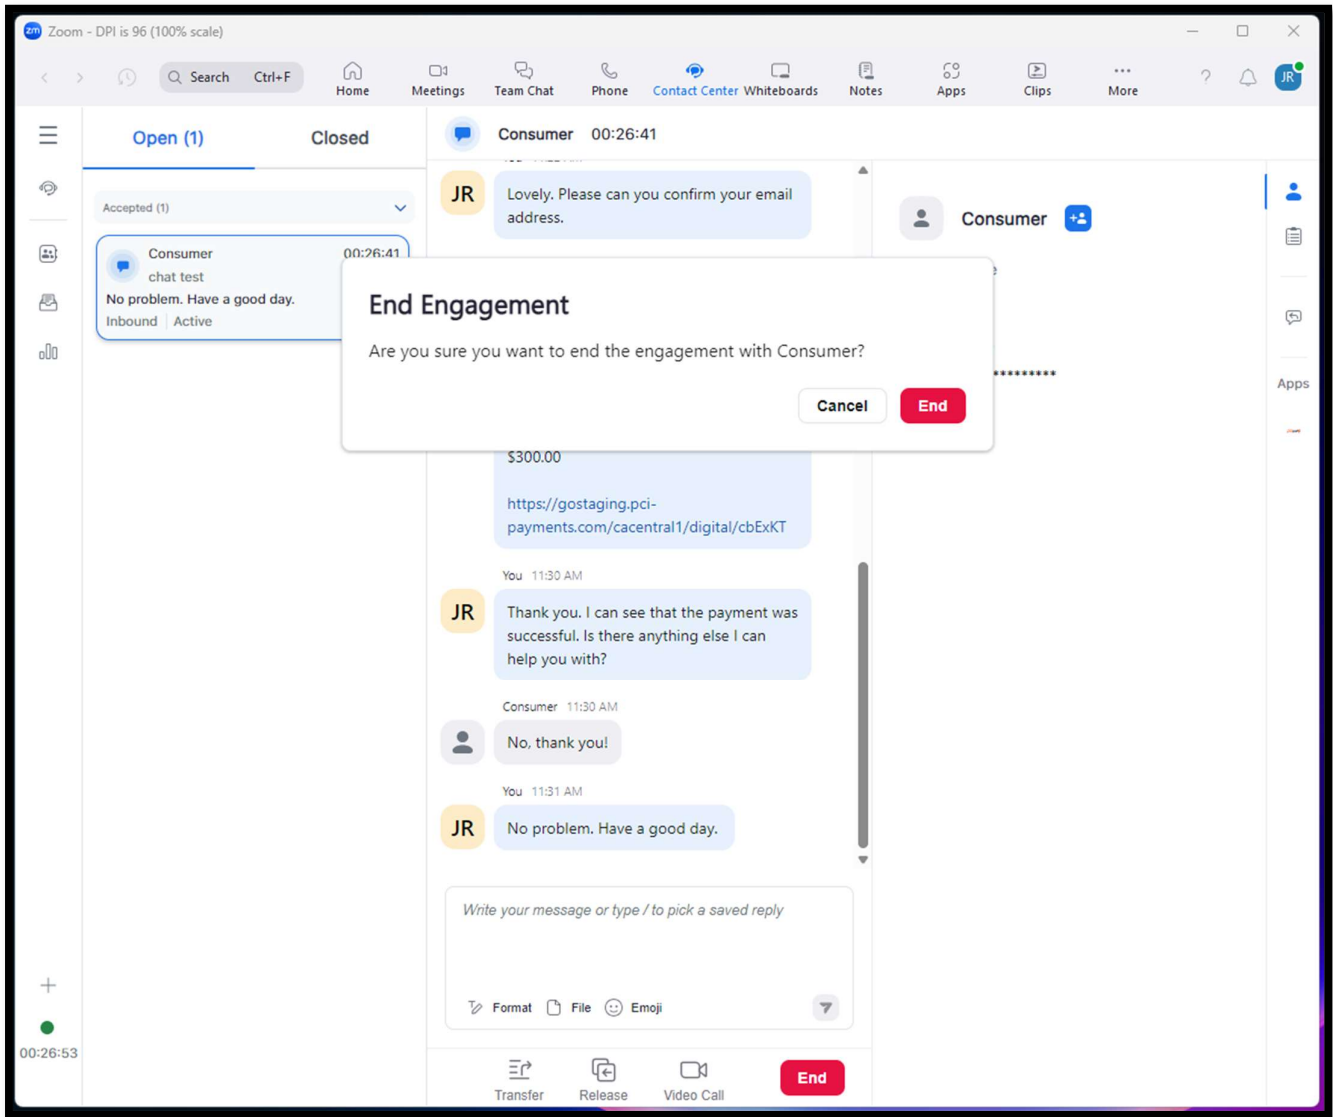 zm Zoom - DPI is 96 (100% scale)
Search Ctrl+F
Home
Meetings
Team Chat
Phone
Contact Center
Whiteboards
Notes
Apps
Clips
More
?
JR
Open (1)
Closed
Consumer 00:26:41
Accepted (1)
Consumer 00:26:41
chat test
No problem. Have a good day.
Inbound Active
JR
Lovely. Please can you confirm your email
address.
Consumer
End Engagement
Are you sure you want to end the engagement with Consumer?
Cancel
End
*********
Apps
$300.00
https://gostaging.pci-
payments.com/cacentral1/digital/cbExKT
You 11:30 AM
JR
Thank you. I can see that the payment was
successful. Is there anything else I can
help you with?
Consumer 11:30 AM
No, thank you!
You 11:31 AM
JR
No problem. Have a good day.
Write your message or type / to pick a saved reply
Format
File
Emoji
00:26:53
Transfer
Release
Video Call
End